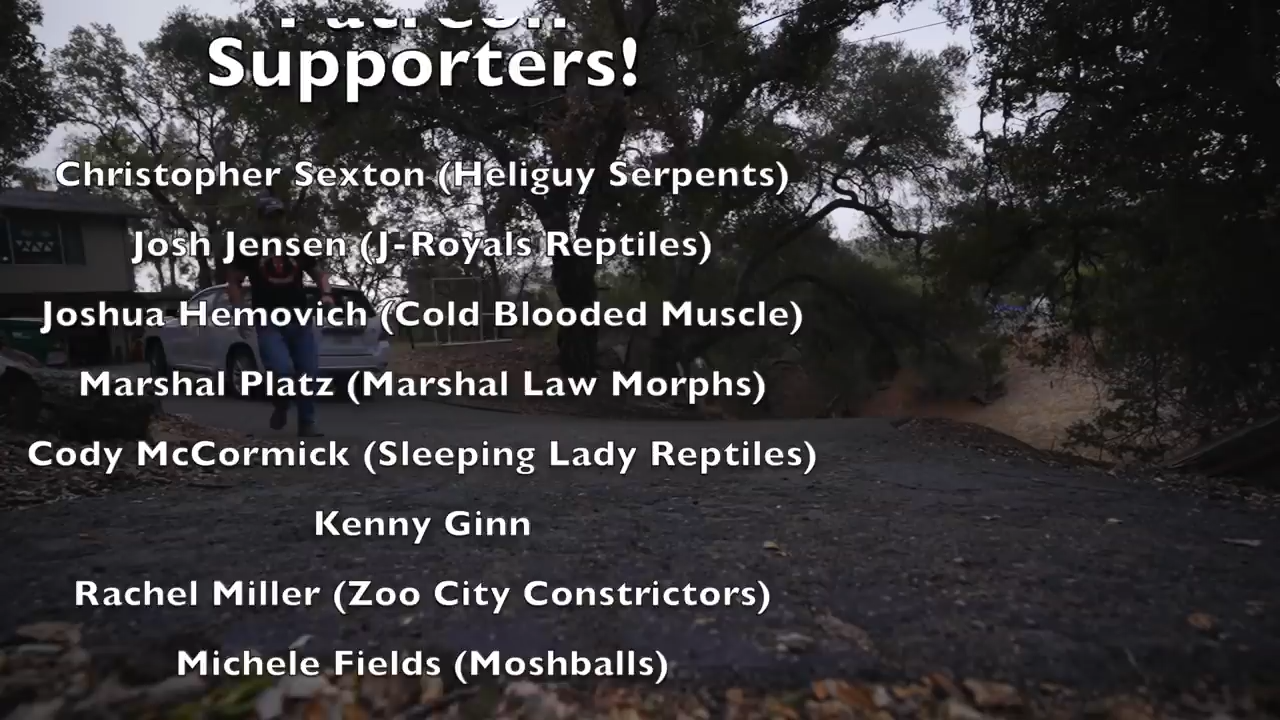 Patreon
Supporters!
Christopher Sexton (Heliguy Serpents)
Josh Jensen (J-Royals Reptiles)
Joshua Hemovich (Cold Blooded Muscle)
Marshal Platz (Marshal Law Morphs)
Cody McCormick (Sleeping Lady Reptiles)
Kenny Ginn
Rachel Miller (Zoo City Constrictors)
Michele Fields (Moshballs)